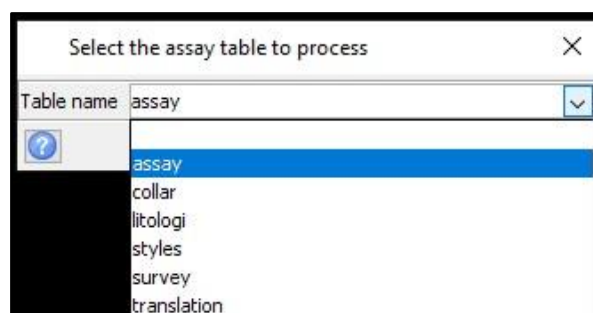 Select the assay table to process
Table name assay
assay
collar
litologi
styles
survey
translation